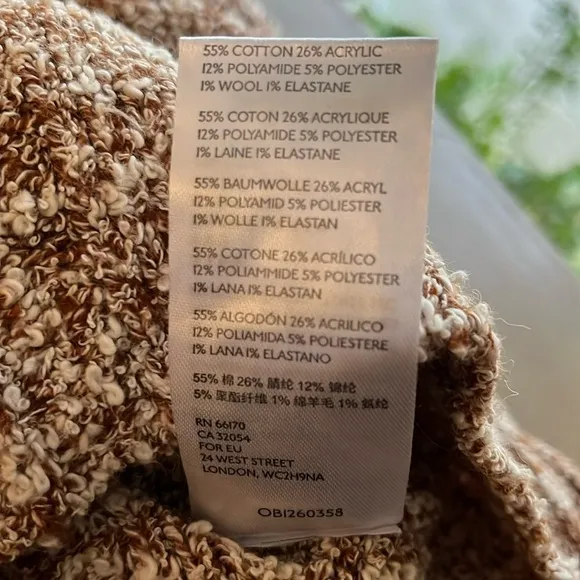 55% COTTON 26% ACRYLIC
12% POLYAMIDE 5% POLYESTER
1% WOOL 1% ELASTANE
55% COTON 26% ACRYLIQUE
12% POLYAMIDE 5% POLYESTER
1% LAINE 1% ELASTANE
55% BAUMWOLLE 26% ACRYL
12% POLYAMID 5% POLIESTER
1% WOLLE 1% ELASTAN
55% COTONE 26% ACRÍLICO
12% POLIAMMIDE 5% POLIESTERE
1% LANA 1% ELASTAN
55% ALGODÓN 26% ACRILICO
12% POLIAMIDA 5% POLIESTERE
1% LANA 1% ELASTANO
55% 棉 26% 腈纶 12% 锦纶
5% 聚酯纤维 1% 绵羊毛 1% 氨纶
RN 66170
CA 32054
FOR EU
24 WEST STREET
LONDON, WC2H9NA
OB1260358